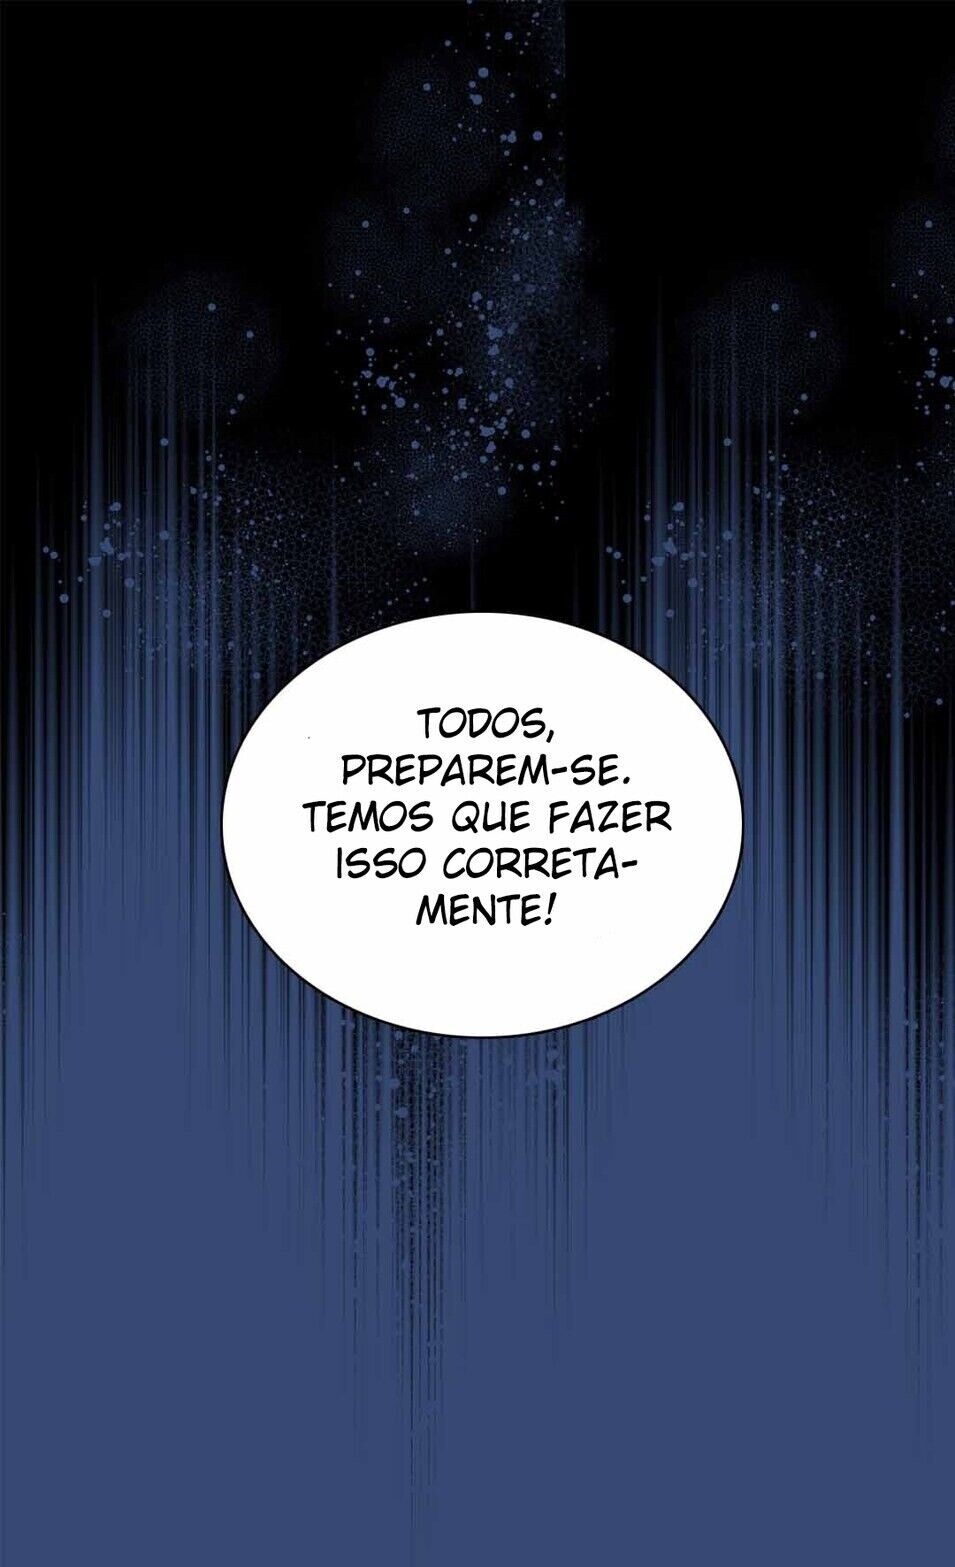 TODOS,
PREPAREM-SE.
TEMOS QUE FAZER
ISSO CORRETA-
MENTE!